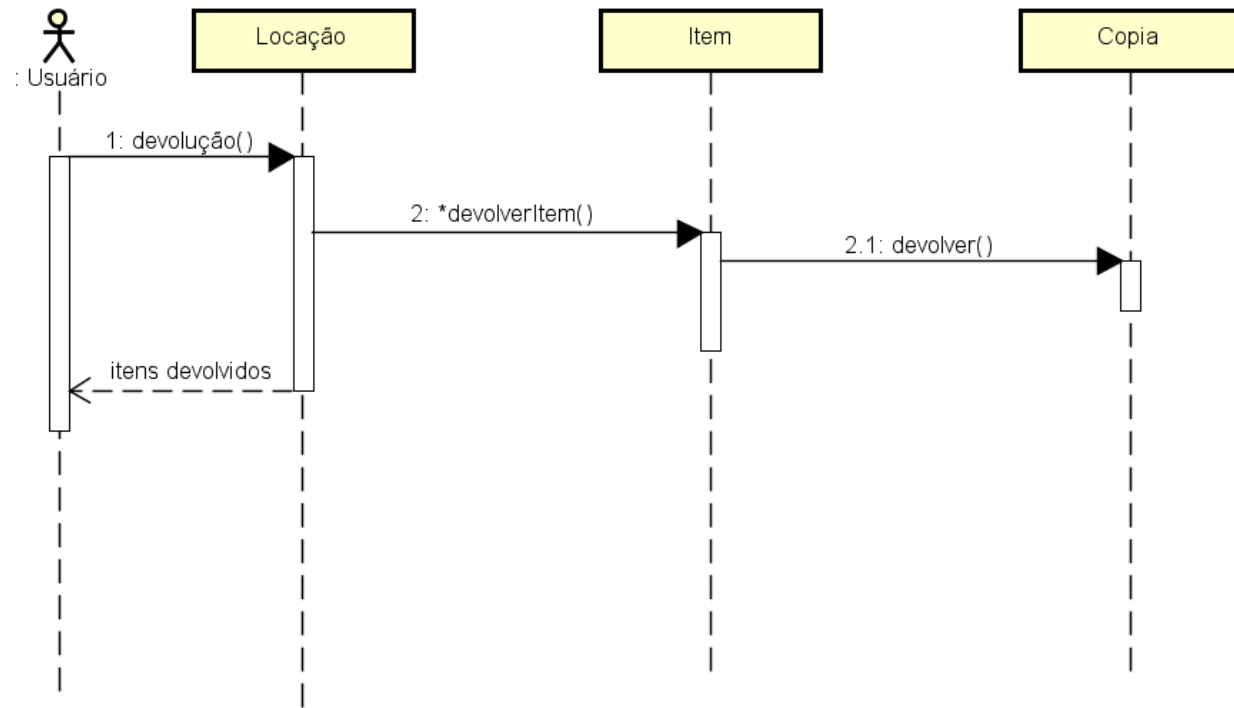 : Usuário
Locação
Item
Copia
1: devolução()
2: *devolverItem()
2.1: devolver()
itens devolvidos